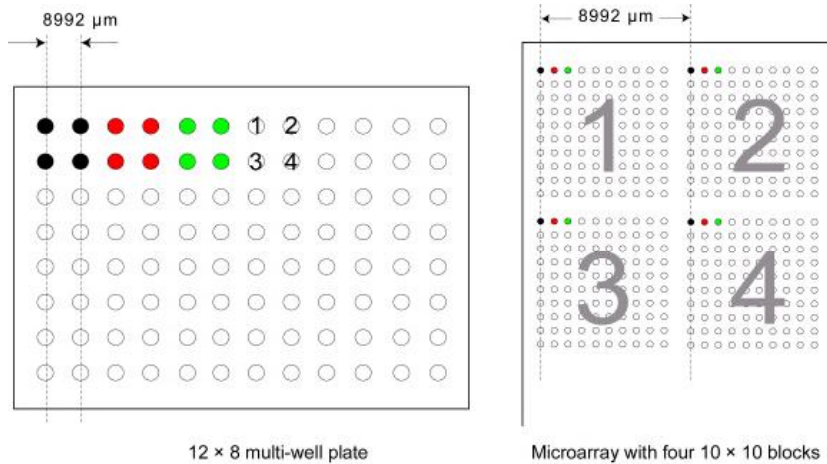 8992 µm
8992 µm
1 2
3 4
1 2
3 4
12 × 8 multi-well plate
Microarray with four 10 × 10 blocks